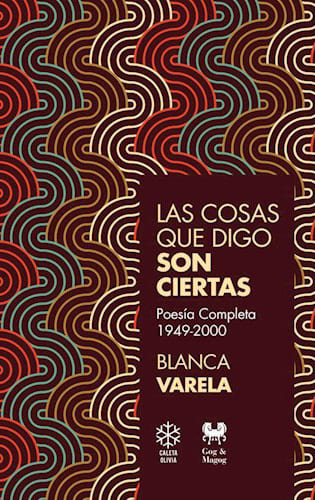 LAS COSAS
QUE DIGO
SON
CIERTAS
Poesía Completa
1949-2000
BLANCA
VARELA
CALETA
OLIVIA
Gog &
Magog